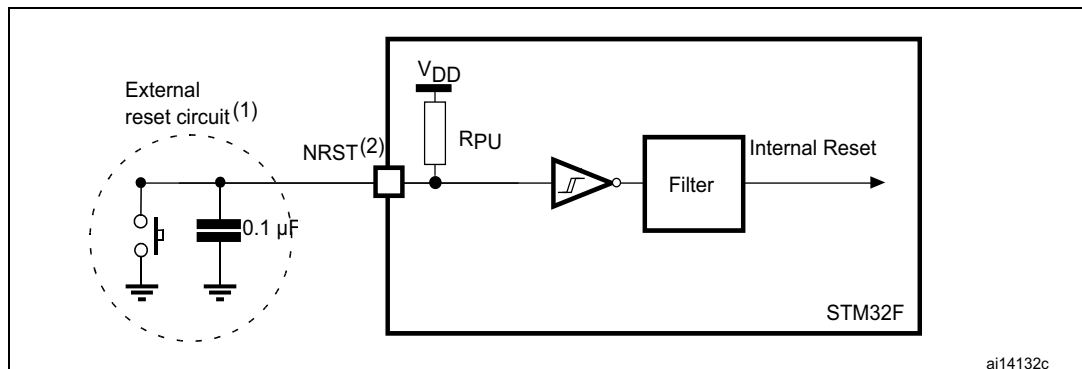 External
reset circuit(1)
VDD
RPU
NRST(2)
Internal Reset
Filter
0.1 µF
STM32F
ai14132c